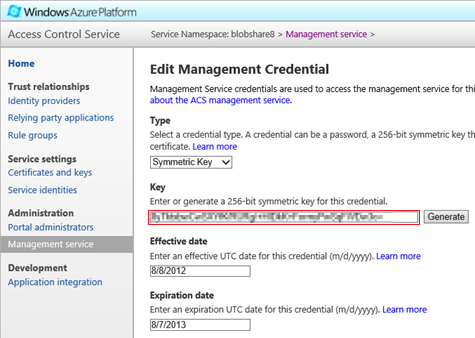 Windows Azure Platform
Access Control Service
Service Namespace: blobshare8 > Management service >
Home
Trust relationships
Identity providers
Relying party applications
Rule groups
Service settings
Certificates and keys
Service identities
Administration
Portal administrators
Management service
Development
Application integration
Edit Management Credential
Management Service credentials are used to access the management service for thi
about the ACS management service.
Type
Select a credential type. A credential can be a password, a 256-bit symmetric key th
certificate. Learn more
Symmetric Key
Key
Enter or generate a 256-bit symmetric key for this credential.
Generate
Effective date
Enter an effective UTC date for this credential (m/d/yyyy). Learn more
8/8/2012
Expiration date
Enter an expiration UTC date for this credential (m/d/yyyy). Learn more
8/7/2013